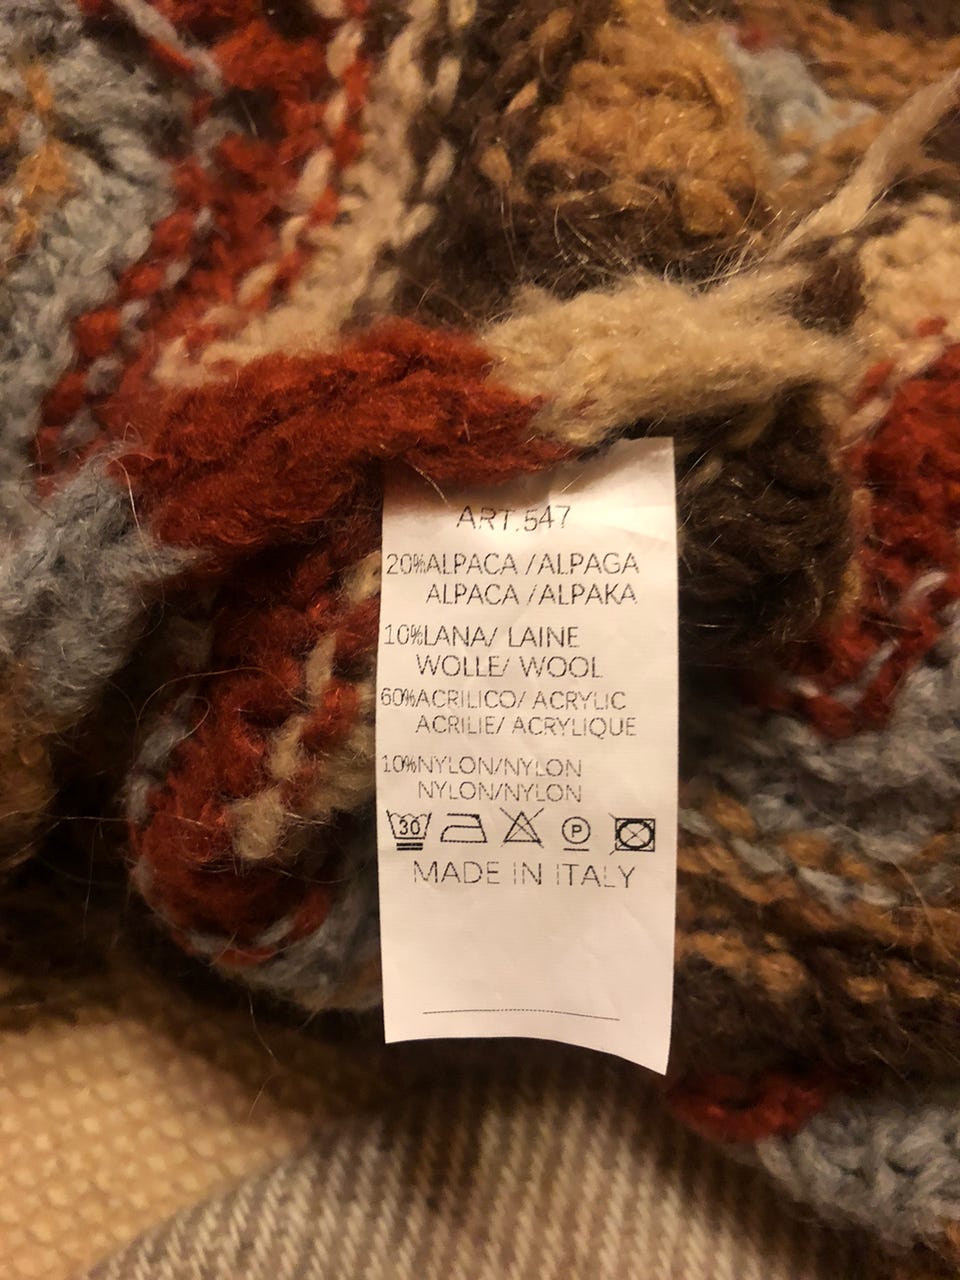 ART.547
20%ALPACA /ALPAGA
ALPACA /ALPAKA
10%LANA/ LAINE
WOLLE/ WOOL
60%ACRILICO/ ACRYLIC
ACRILIE/ ACRYLIQUE
10%NYLON/NYLON
NYLON/NYLON
30 P
MADE IN ITALY